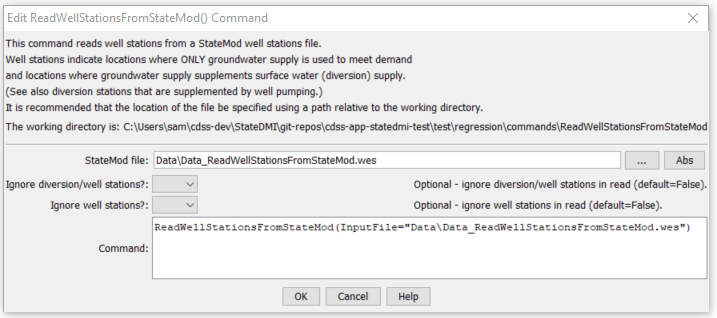 Edit ReadWellStationsFromStateMod() Command
This command reads well stations from a StateMod well stations file.
Well stations indicate locations where ONLY groundwater supply is used to meet demand
and locations where groundwater supply supplements surface water (diversion) supply.
(See also diversion stations that are supplemented by well pumping.)
It is recommended that the location of the file be specified using a path relative to the working directory.
The working directory is: C:\Users\sam\cdss-dev\StateDMI\git-repos\cdss-app-statedmi-test\test\regression\commands\ReadWellStationsFromStateMod
StateMod file: Data\Data_ReadWellStationsFromStateMod.wes ... Abs
Ignore diversion/well stations?: Optional - ignore diversion/well stations in read (default=False).
Ignore well stations?: Optional - ignore well stations in read (default=False).
Command: ReadWellStationsFromStateMod(InputFile="Data\Data_ReadWellStationsFromStateMod.wes")
OK Cancel Help